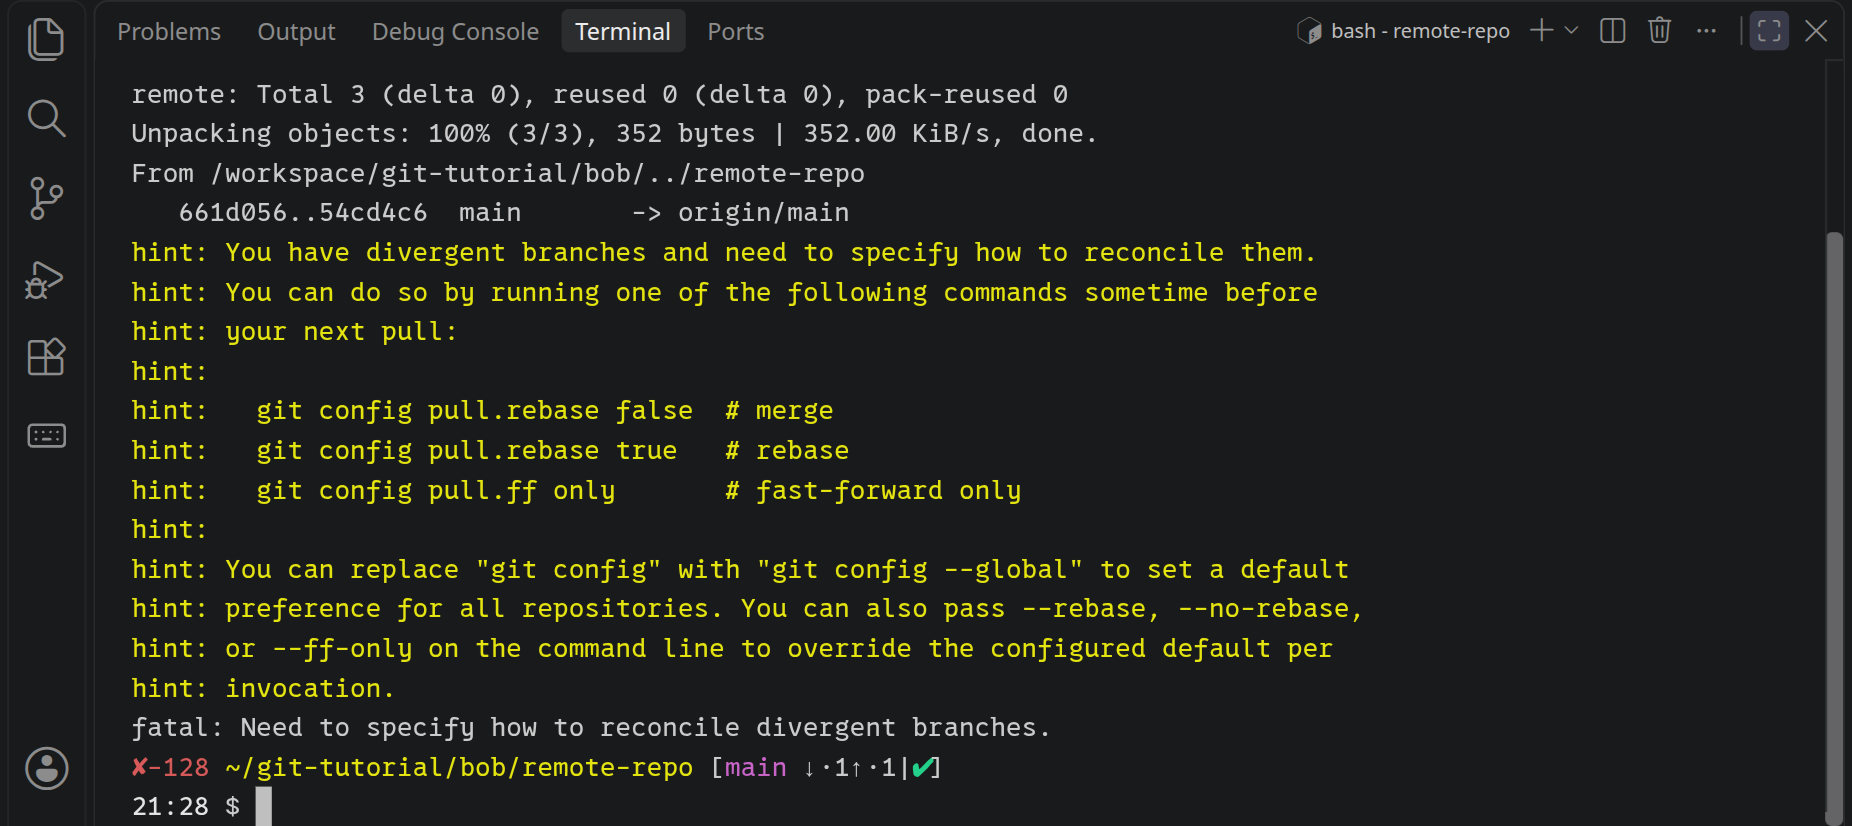 Problems Output Debug Console Terminal Ports bash - remote-repo
remote: Total 3 (delta 0), reused 0 (delta 0), pack-reused 0
Unpacking objects: 100% (3/3), 352 bytes | 352.00 KiB/s, done.
From /workspace/git-tutorial/bob/../remote-repo
   661d056..54cd4c6  main       -> origin/main
hint: You have divergent branches and need to specify how to reconcile them.
hint: You can do so by running one of the following commands sometime before
hint: your next pull:
hint:
hint:   git config pull.rebase false  # merge
hint:   git config pull.rebase true   # rebase
hint:   git config pull.ff only       # fast-forward only
hint:
hint: You can replace "git config" with "git config --global" to set a default
hint: preference for all repositories. You can also pass --rebase, --no-rebase,
hint: or --ff-only on the command line to override the configured default per
hint: invocation.
fatal: Need to specify how to reconcile divergent branches.
✘-128 ~/git-tutorial/bob/remote-repo [main ↓·1↑·1|✔]
21:28 $